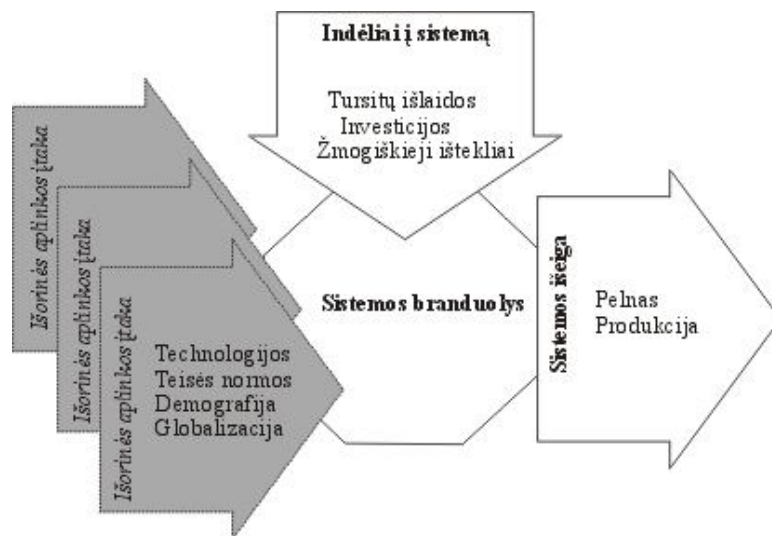 Indėliai į sistemą
Tursitų išlaidos
Investicijos
Žmogiškieji ištekliai
Išorinės aplinkos įtaka
Išorinės aplinkos įtaka
Išorinės aplinkos įtaka
Technologijos
Teisės normos
Demografija
Globalizacija
Sistemos branduolys
Sistemos išeiga
Pelnas
Produkcija